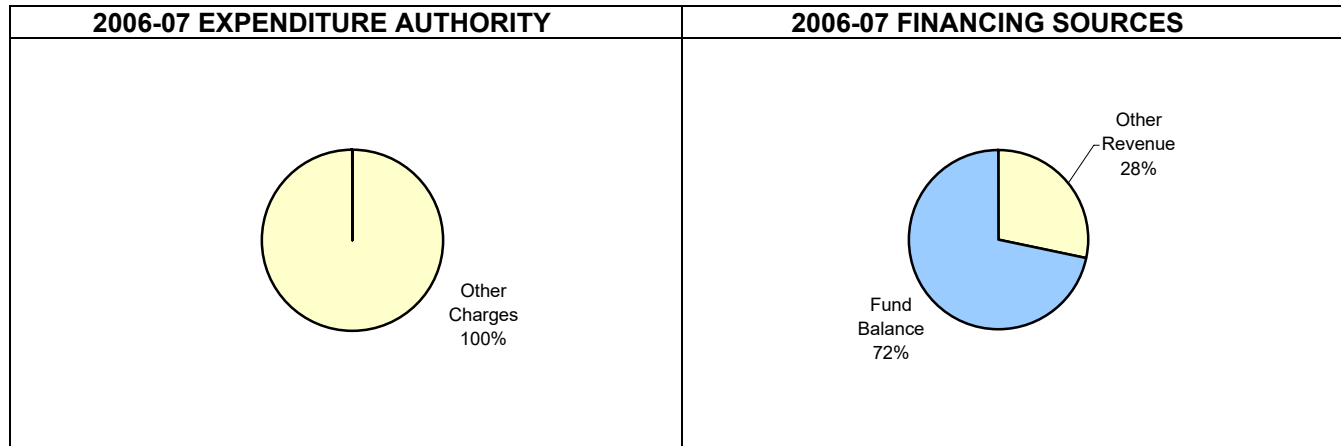 2006-07 EXPENDITURE AUTHORITY
2006-07 FINANCING SOURCES
Other
Charges
100%
Other
Revenue
28%
Fund
Balance
72%